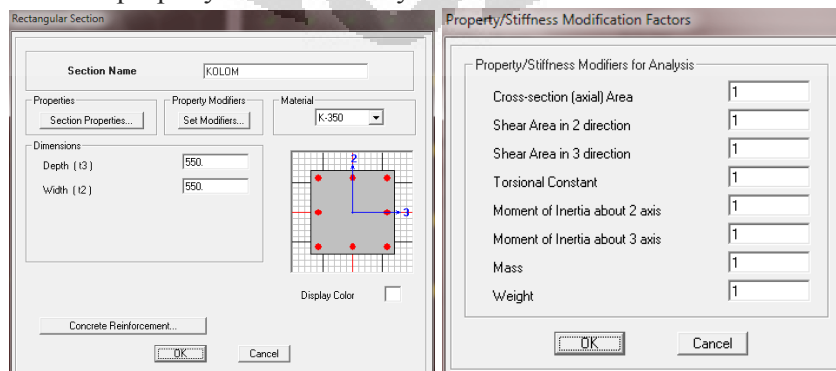 Rectangular Section
Section Name KOLOM
Properties
Section Properties...
Property Modifiers
Set Modifiers...
Material
K-350
Dimensions
Depth (t3) 550.
Width (t2) 550.
2
3
Display Color
Concrete Reinforcement...
OK Cancel
Property/Stiffness Modification Factors
Property/Stiffness Modifiers for Analysis
Cross-section (axial) Area 1
Shear Area in 2 direction 1
Shear Area in 3 direction 1
Torsional Constant 1
Moment of Inertia about 2 axis 1
Moment of Inertia about 3 axis 1
Mass 1
Weight 1
OK Cancel